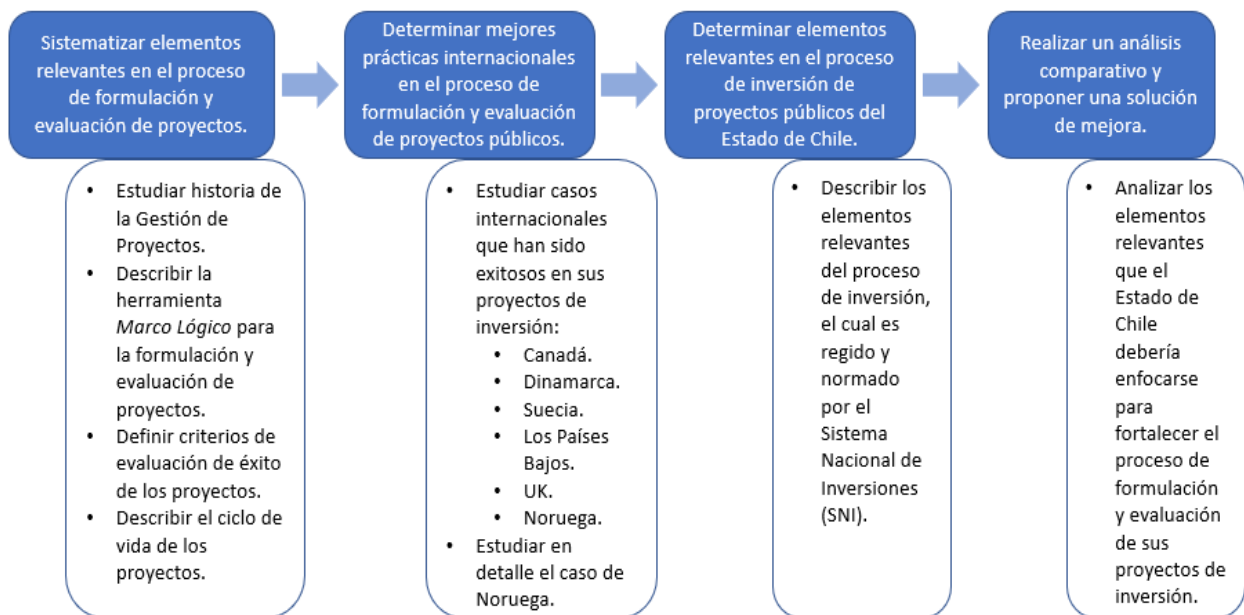 Sistematizar elementos
relevantes en el proceso
de formulación y
evaluación de proyectos.
• Estudiar historia de
la Gestión de
Proyectos.
• Describir la
herramienta
Marco Lógico para
la formulación y
evaluación de
proyectos.
• Definir criterios de
evaluación de éxito
de los proyectos.
• Describir el ciclo de
vida de los
proyectos.
Determinar mejores
prácticas internacionales
en el proceso de
formulación y evaluación
de proyectos públicos.
• Estudiar casos
internacionales
que han sido
exitosos en sus
proyectos de
inversión:
• Canadá.
• Dinamarca.
• Suecia.
• Los Países
Bajos.
• UK.
• Noruega.
• Estudiar en
detalle el caso de
Noruega.
Determinar elementos
relevantes en el proceso
de inversión de
proyectos públicos del
Estado de Chile.
• Describir los
elementos
relevantes
del proceso
de inversión,
el cual es
regido y
normado
por el
Sistema
Nacional de
Inversiones
(SNI).
Realizar un análisis
comparativo y
proponer una solución
de mejora.
• Analizar los
elementos
relevantes
que el
Estado de
Chile
debería
enfocarse
para
fortalecer el
proceso de
formulación
y evaluación
de sus
proyectos de
inversión.